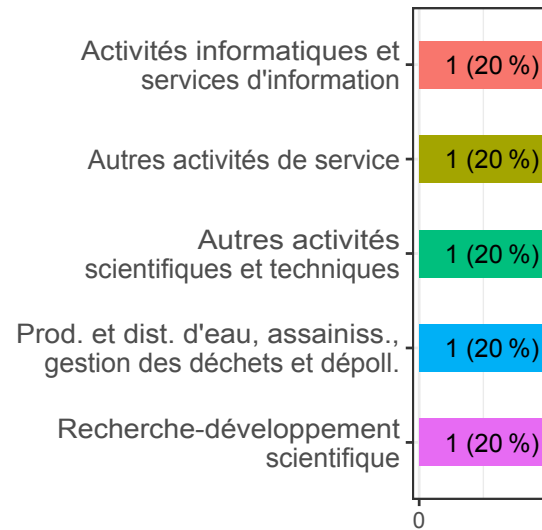 Activités informatiques et
services d'information
1 (20 %)
Autres activités de service
1 (20 %)
Autres activités
scientifiques et techniques
1 (20 %)
Prod. et dist. d'eau, assainiss.,
gestion des déchets et dépoll.
1 (20 %)
Recherche-développement
scientifique
1 (20 %)
0